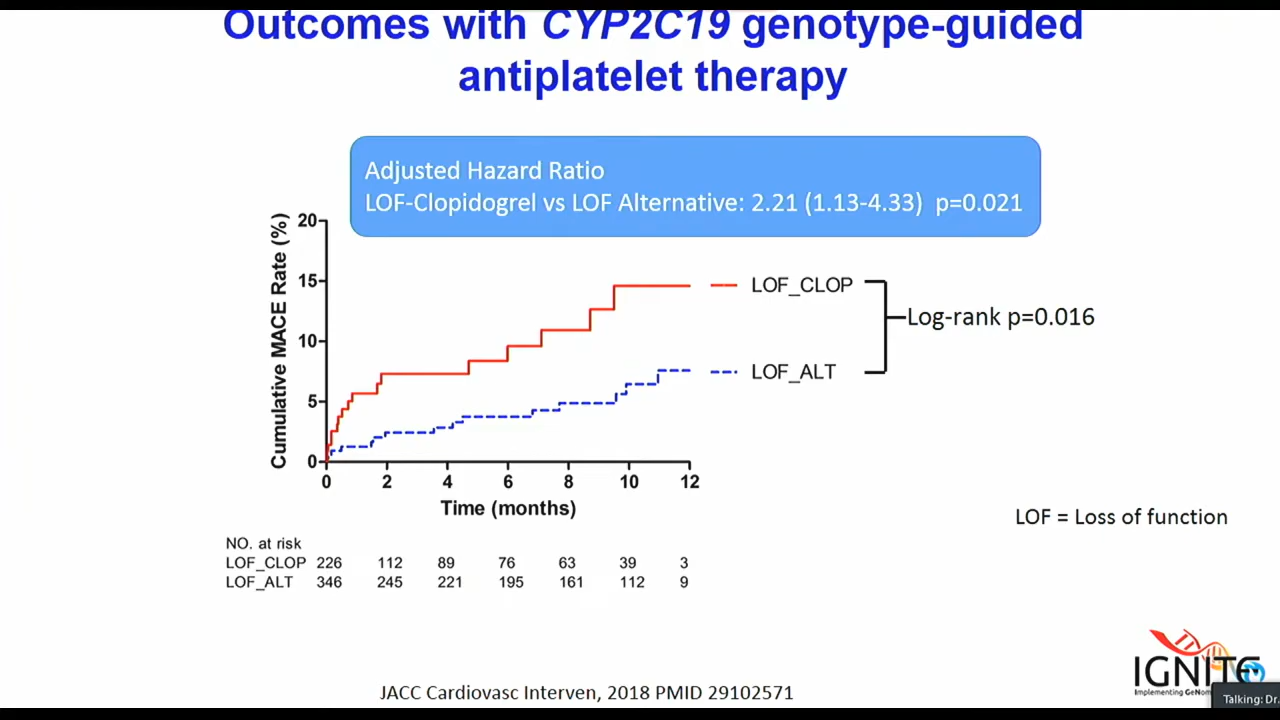 Outcomes with CYP2C19 genotype-guided
antiplatelet therapy
Adjusted Hazard Ratio
LOF-Clopidogrel vs LOF Alternative: 2.21 (1.13-4.33) p=0.021
Cumulative MACE Rate (%)
20
15
10
5
0
LOF_CLOP
LOF_ALT
Log-rank p=0.016
0 2 4 6 8 10 12
Time (months)
LOF = Loss of function
NO. at risk
LOF_CLOP 226 112 89 76 63 39 3
LOF_ALT 346 245 221 195 161 112 9
IGNITE
Implementing GeNom
JACC Cardiovasc Interven, 2018 PMID 29102571
Talking: Dr.